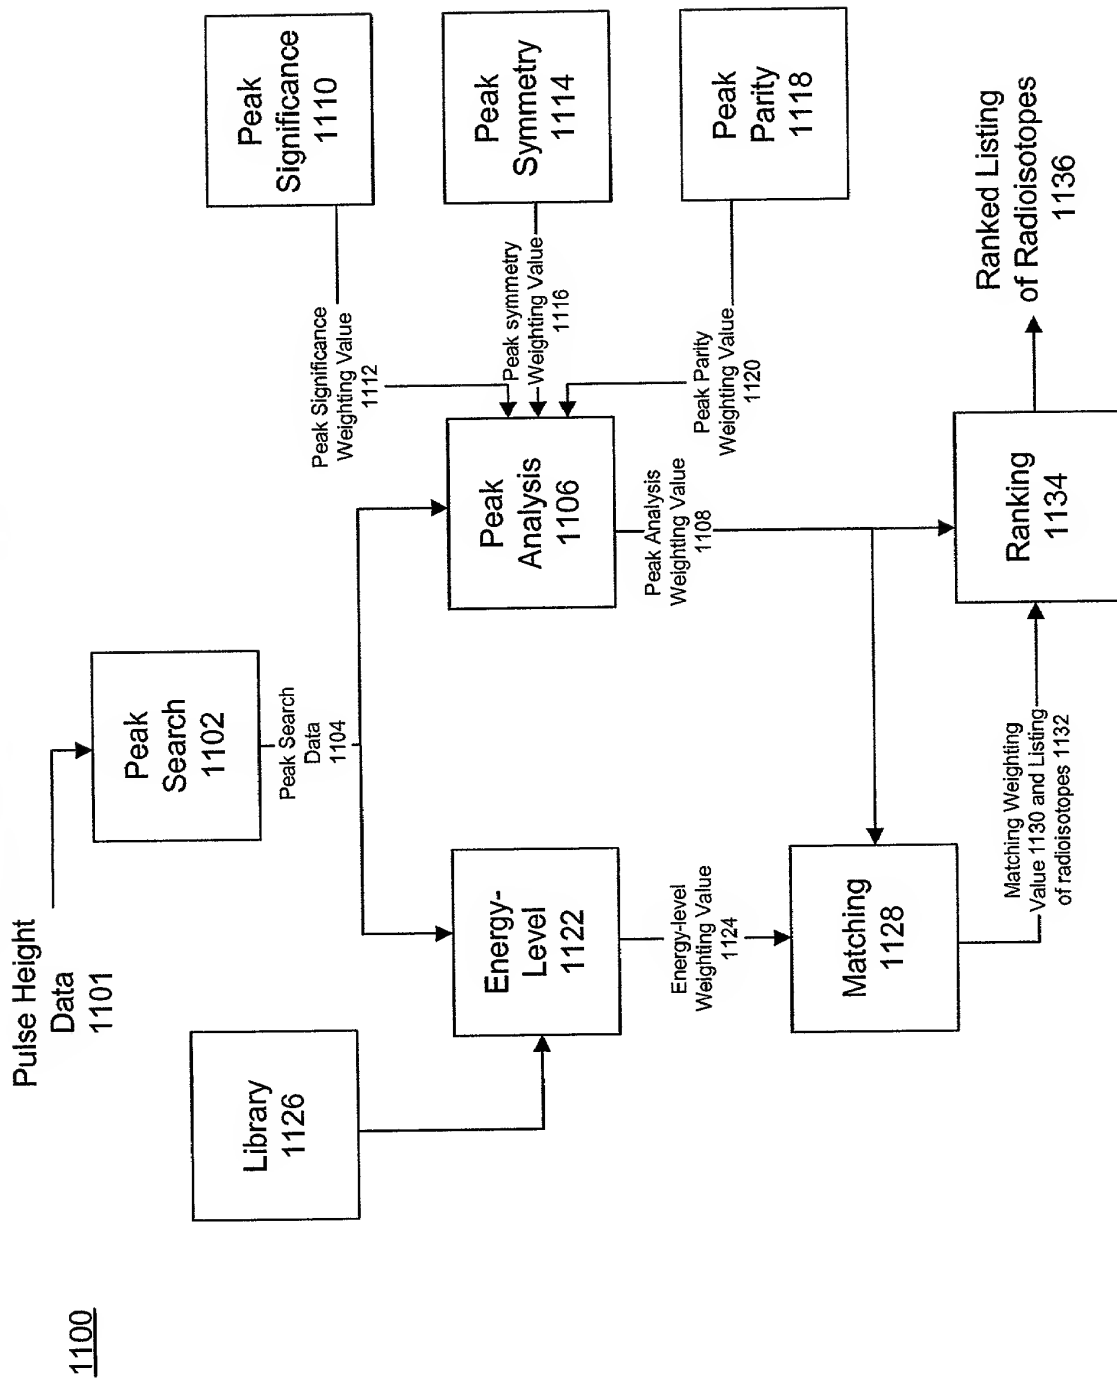 1100
Pulse Height
Data
1101
Peak
Search
1102
Peak Search
Data
1104
Library
1126
Energy-
Level
1122
Energy-level
Weighting Value
1124
Peak
Analysis
1106
Peak Analysis
Weighting Value
1108
Peak Significance
Weighting Value
1112
Peak symmetry
Weighting Value
1116
Peak Parity
Weighting Value
1120
Peak
Significance
1110
Peak
Symmetry
1114
Peak
Parity
1118
Matching
1128
Matching Weighting
Value 1130 and Listing
of radioisotopes 1132
Ranking
1134
Ranked Listing
of Radioisotopes
1136